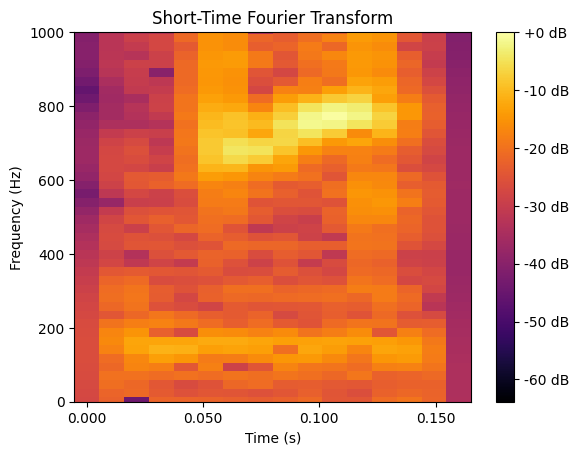 Short-Time Fourier Transform
1000
800
600
400
200
0
Frequency (Hz)
0.000
0.050
0.100
0.150
Time (s)
+0 dB
-10 dB
-20 dB
-30 dB
-40 dB
-50 dB
-60 dB